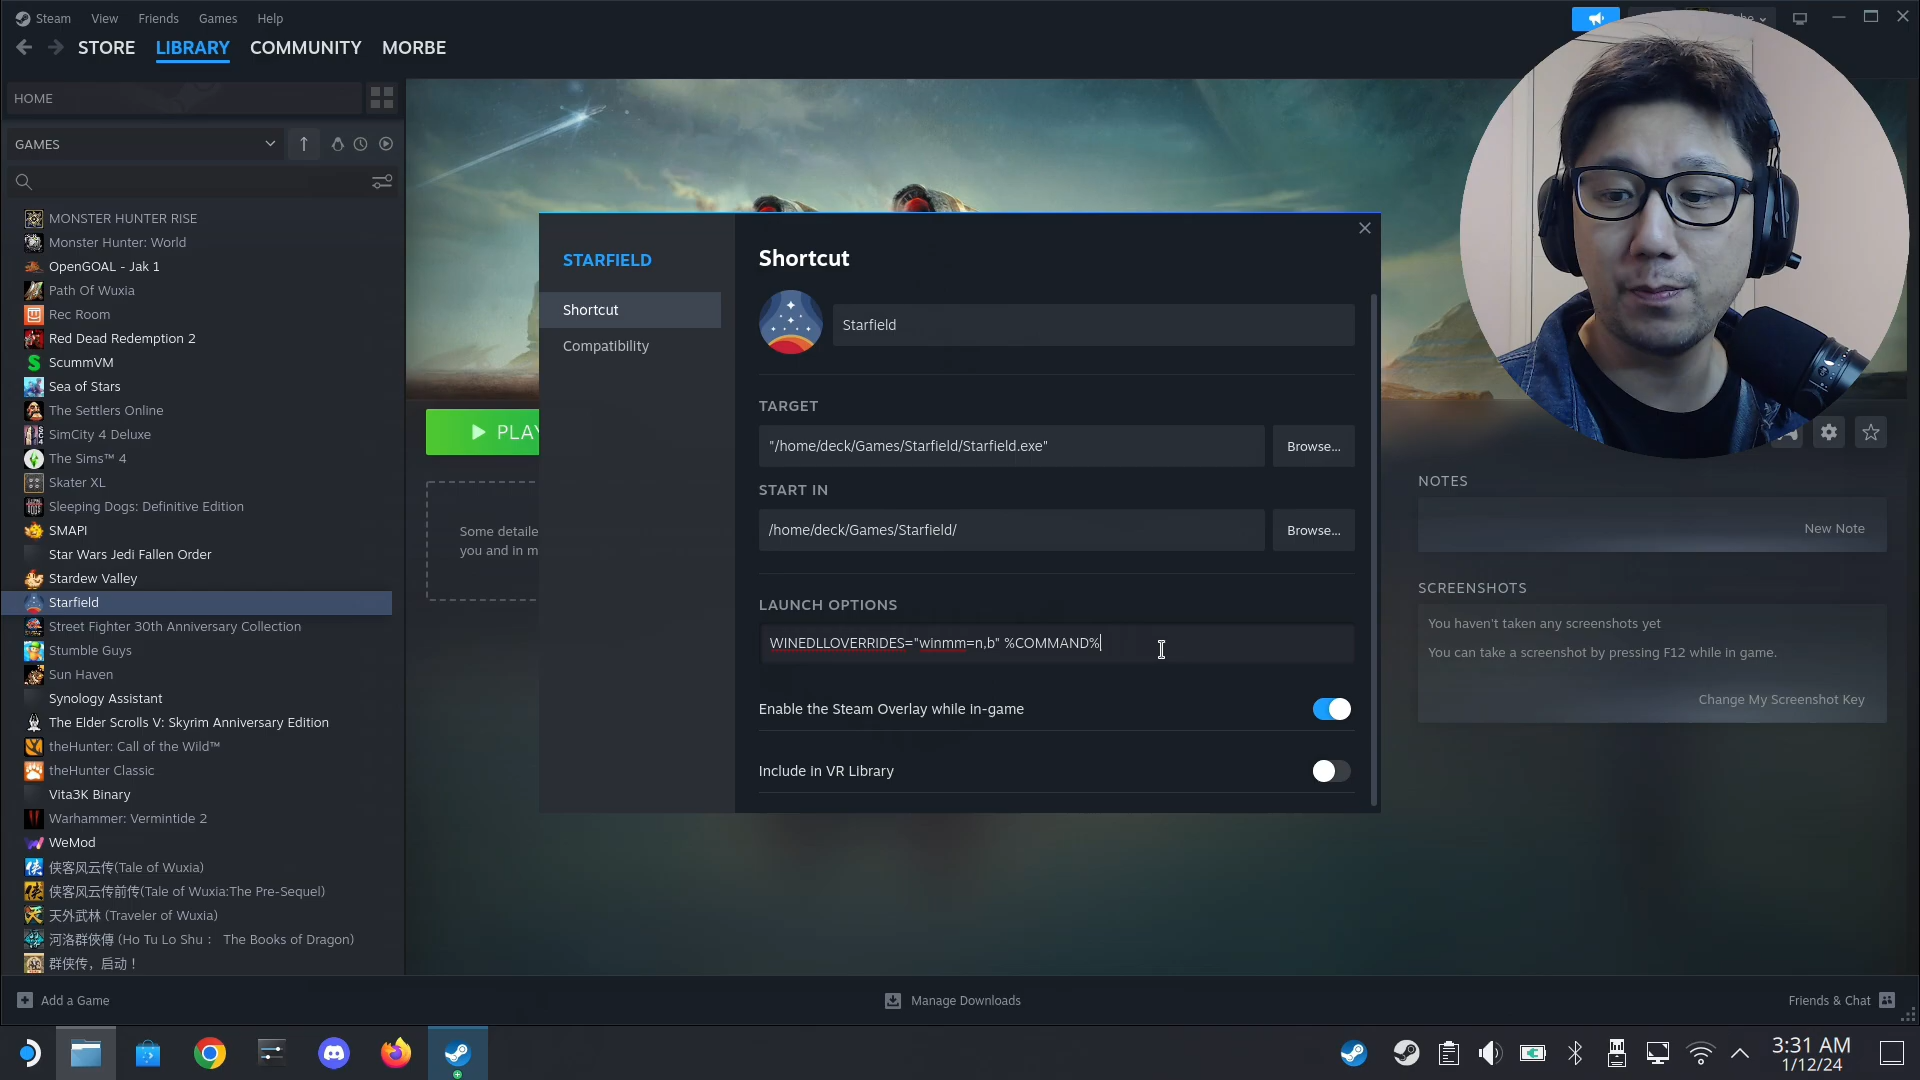 Steam
View
Friends
Games
Help
STORE
LIBRARY
COMMUNITY
MORBE
HOME
GAMES
MONSTER HUNTER RISE
Monster Hunter: World
OpenGOAL - Jak 1
Path Of Wuxia
Rec Room
Red Dead Redemption 2
ScummVM
Sea of Stars
The Settlers Online
SimCity 4 Deluxe
The Sims™ 4
Skater XL
Sleeping Dogs: Definitive Edition
SMAPI
Star Wars Jedi Fallen Order
Stardew Valley
Starfield
Street Fighter 30th Anniversary Collection
Stumble Guys
Sun Haven
Synology Assistant
The Elder Scrolls V: Skyrim Anniversary Edition
theHunter: Call of the Wild™
theHunter Classic
Vita3K Binary
Warhammer: Vermintide 2
WeMod
侠客风云传(Tale of Wuxia)
侠客风云传前传(Tale of Wuxia:The Pre-Sequel)
天外武林 (Traveler of Wuxia)
河洛群俠傳 (Ho Tu Lo Shu： The Books of Dragon)
群侠传，启动！
PLAY
Some detaile
you and in m
STARFIELD
Shortcut
Compatibility
Shortcut
Starfield
TARGET
"/home/deck/Games/Starfield/Starfield.exe"
Browse...
START IN
/home/deck/Games/Starfield/
Browse...
LAUNCH OPTIONS
WINEDLLOVERRIDES="winmm=n,b" %COMMAND%
Enable the Steam Overlay while in-game
Include in VR Library
NOTES
New Note
SCREENSHOTS
You haven't taken any screenshots yet
You can take a screenshot by pressing F12 while in game.
Change My Screenshot Key
Add a Game
Manage Downloads
Friends & Chat
3:31 AM
1/12/24